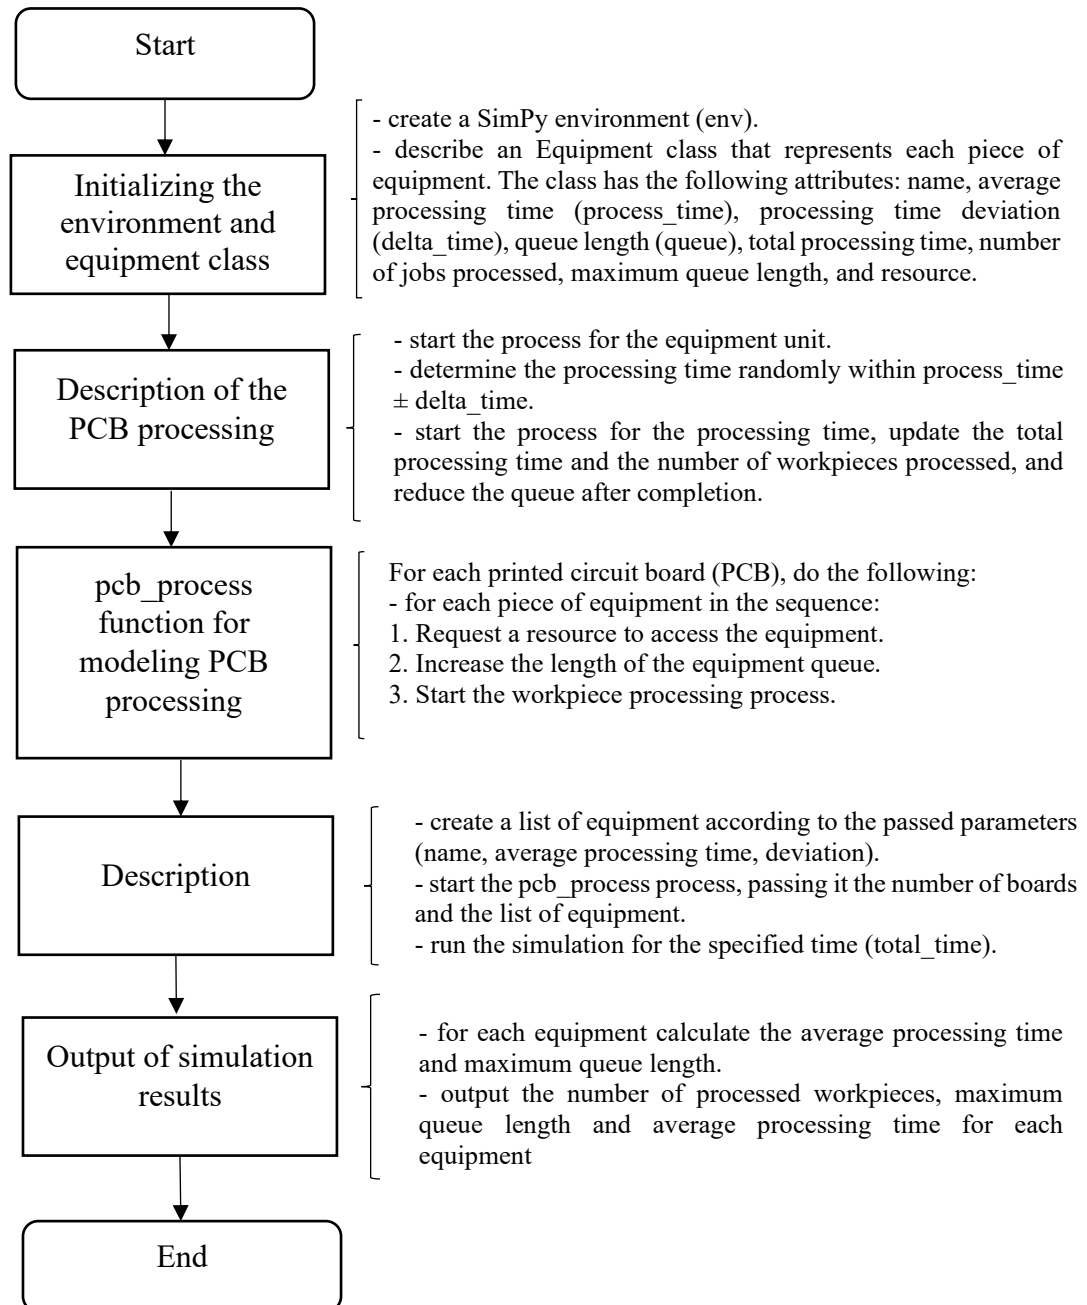 Start
- create a SimPy environment (env).
- describe an Equipment class that represents each piece of
equipment. The class has the following attributes: name, average
processing time (process_time), processing time deviation
(delta_time), queue length (queue), total processing time, number
of jobs processed, maximum queue length, and resource.
Initializing the
environment and
equipment class
- start the process for the equipment unit.
- determine the processing time randomly within process_time
± delta_time.
- start the process for the processing time, update the total
processing time and the number of workpieces processed, and
reduce the queue after completion.
Description of the
PCB processing
For each printed circuit board (PCB), do the following:
- for each piece of equipment in the sequence:
1. Request a resource to access the equipment.
2. Increase the length of the equipment queue.
3. Start the workpiece processing process.
pcb_process
function for
modeling PCB
processing
- create a list of equipment according to the passed parameters
(name, average processing time, deviation).
- start the pcb_process process, passing it the number of boards
and the list of equipment.
- run the simulation for the specified time (total_time).
Description
- for each equipment calculate the average processing time
and maximum queue length.
- output the number of processed workpieces, maximum
queue length and average processing time for each
equipment
Output of simulation
results
End